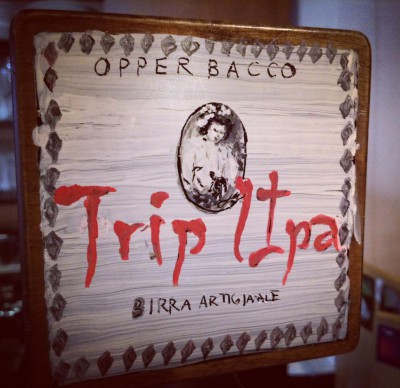 OPPER BACCO
Trip Ipa
BIRRA ARTIGIANALE